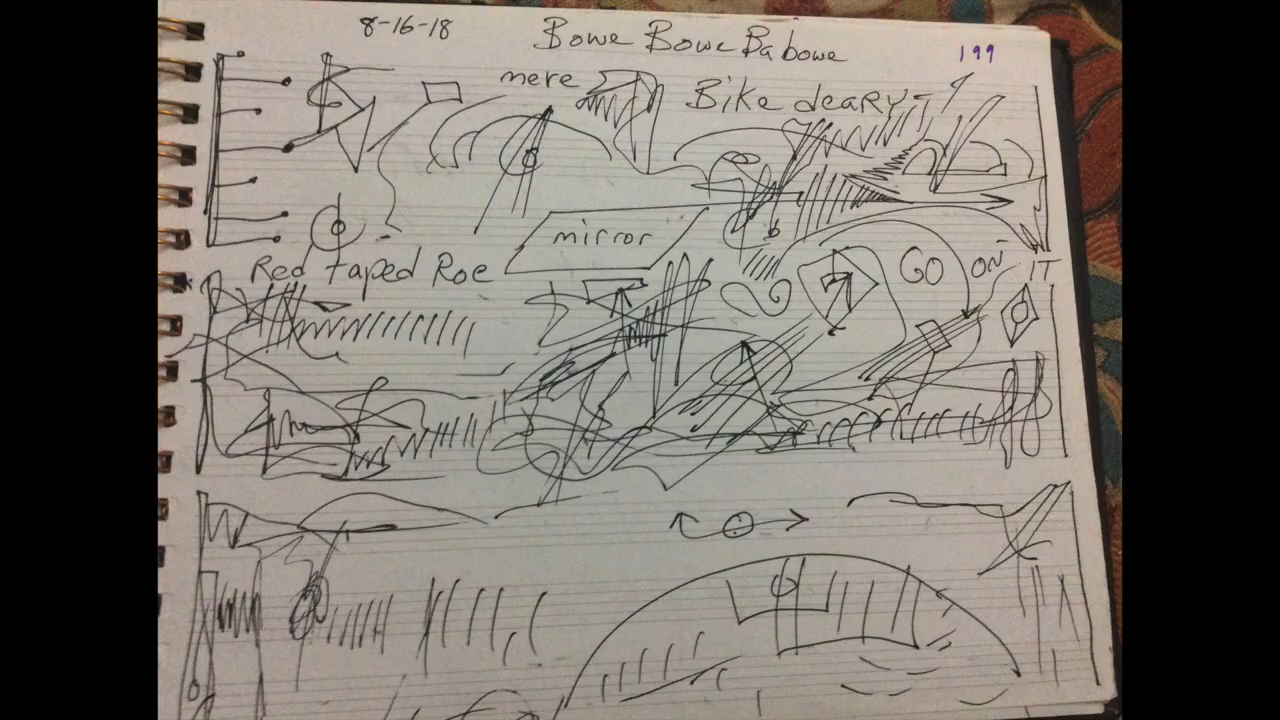 8-16-18 Bowe Bowe Ba bowe 199
mere Bike deary
mirror
GO ON IT
Red taped Roe